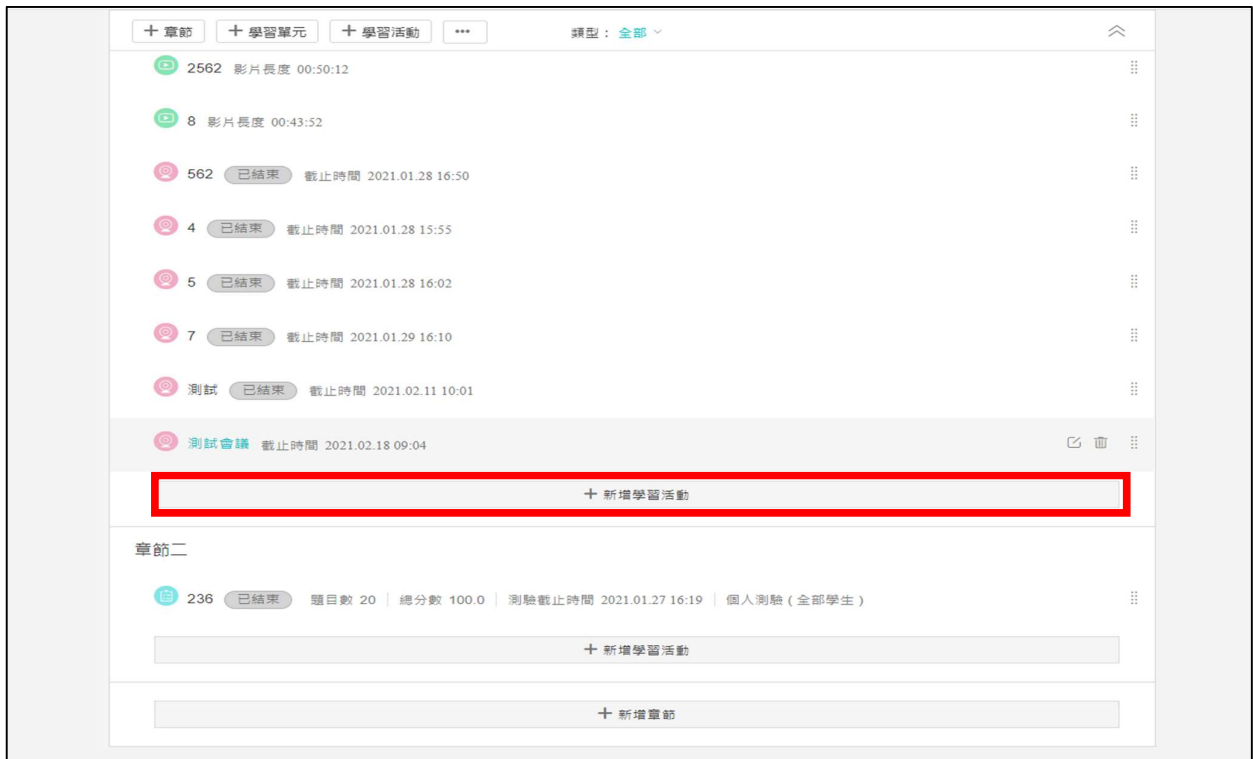 + 章節 + 學習單元 + 學習活動 ••• 類型： 全部
2562 影片長度 00:50:12
8 影片長度 00:43:52
562 已結束 截止時間 2021.01.28 16:50
4 已結束 截止時間 2021.01.28 15:55
5 已結束 截止時間 2021.01.28 16:02
7 已結束 截止時間 2021.01.29 16:10
測試 已結束 截止時間 2021.02.11 10:01
測試會議 截止時間 2021.02.18 09:04
+ 新增學習活動
章節二
236 已結束 題目數 20 | 總分數 100.0 | 測驗截止時間 2021.01.27 16:19 | 個人測驗 ( 全部學生 )
+ 新增學習活動
+ 新增章節